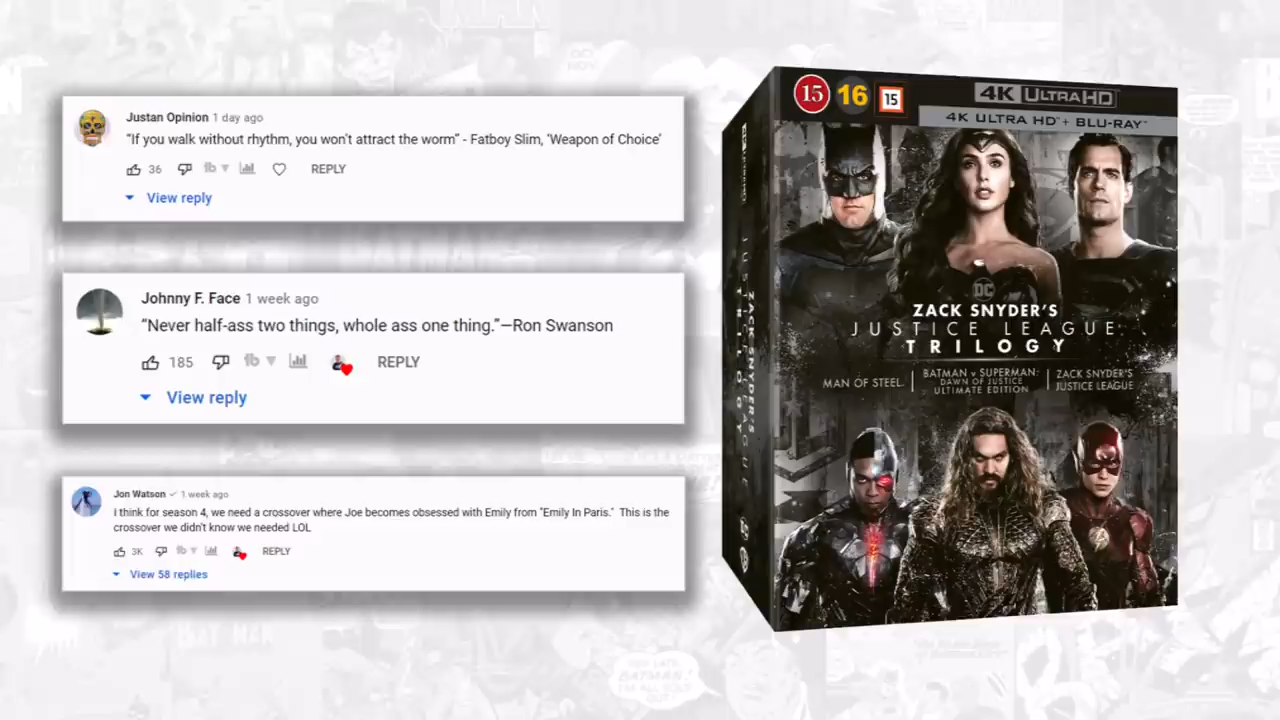 Justan Opinion 1 day ago
“If you walk without rhythm, you won’t attract the worm” - Fatboy Slim, ‘Weapon of Choice’
36 REPLY
View reply
Johnny F. Face 1 week ago
“Never half-ass two things, whole ass one thing.”—Ron Swanson
185 REPLY
View reply
Jon Watson 1 week ago
I think for season 4, we need a crossover where Joe becomes obsessed with Emily from "Emily In Paris." This is the
crossover we didn't know we needed LOL
3K REPLY
View 58 replies
15 16 15
4K ULTRA HD
4K ULTRA HD + BLU-RAY
DC
ZACK SNYDER'S
JUSTICE LEAGUE
TRILOGY
MAN OF STEEL
BATMAN v SUPERMAN:
DAWN OF JUSTICE
ULTIMATE EDITION
ZACK SNYDER'S
JUSTICE LEAGUE
ZACK SNYDER'S
JUSTICE LEAGUE
TRILOGY
BATMAN!